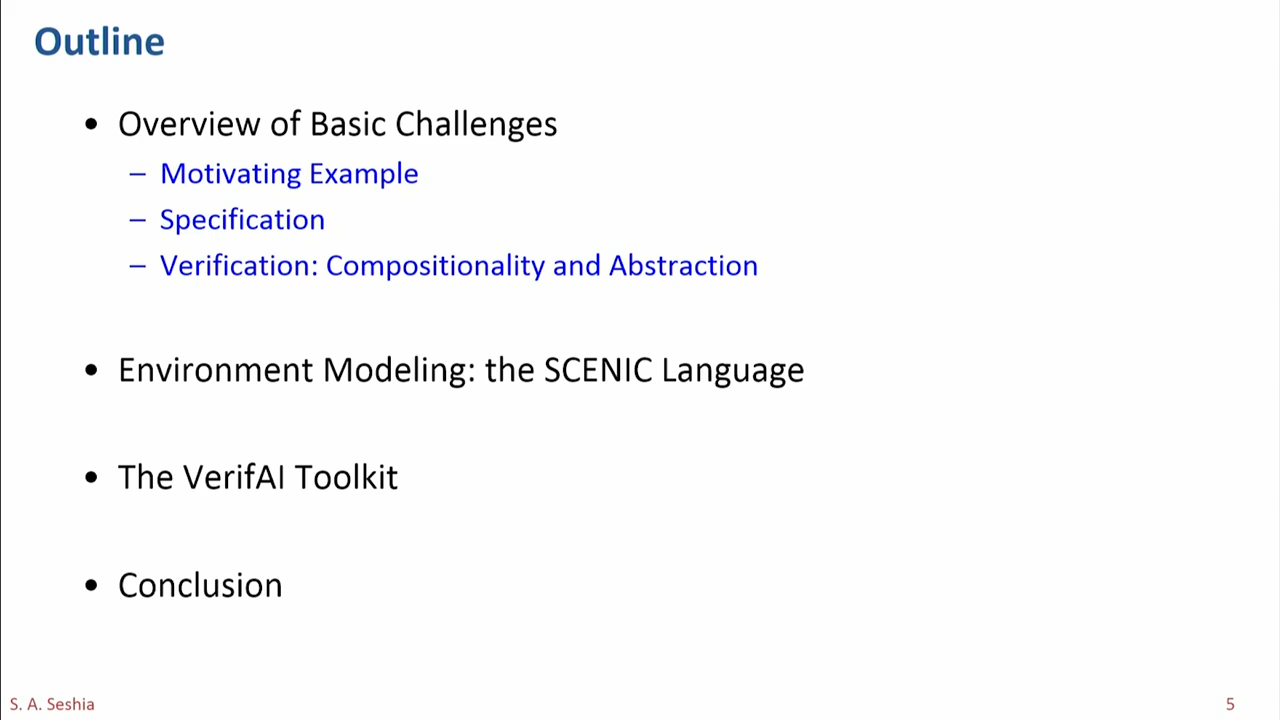 Outline
• Overview of Basic Challenges
– Motivating Example
– Specification
– Verification: Compositionality and Abstraction
• Environment Modeling: the SCENIC Language
• The VerifAI Toolkit
• Conclusion
S. A. Seshia
5